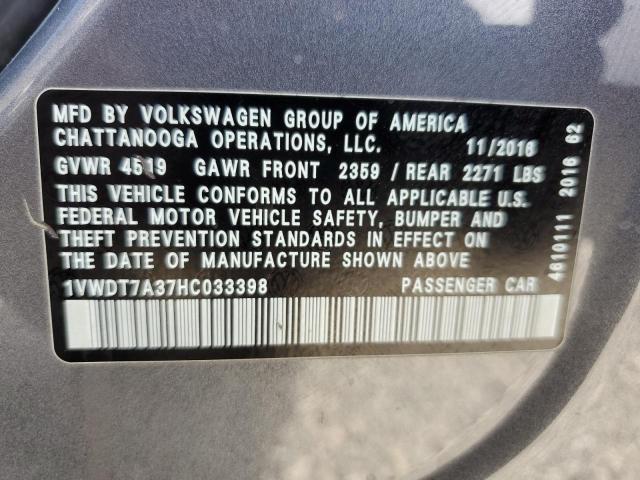 MFD BY VOLKSWAGEN GROUP OF AMERICA
CHATTANOOGA OPERATIONS, LLC. 11/2016
GVWR 4519 GAWR FRONT 2359 / REAR 2271 LBS
THIS VEHICLE CONFORMS TO ALL APPLICABLE U.S.
FEDERAL MOTOR VEHICLE SAFETY, BUMPER AND
THEFT PREVENTION STANDARDS IN EFFECT ON
THE DATE OF MANUFACTURE SHOWN ABOVE
1VWDT7A37HC033398 PASSENGER CAR
4610111 2016 62